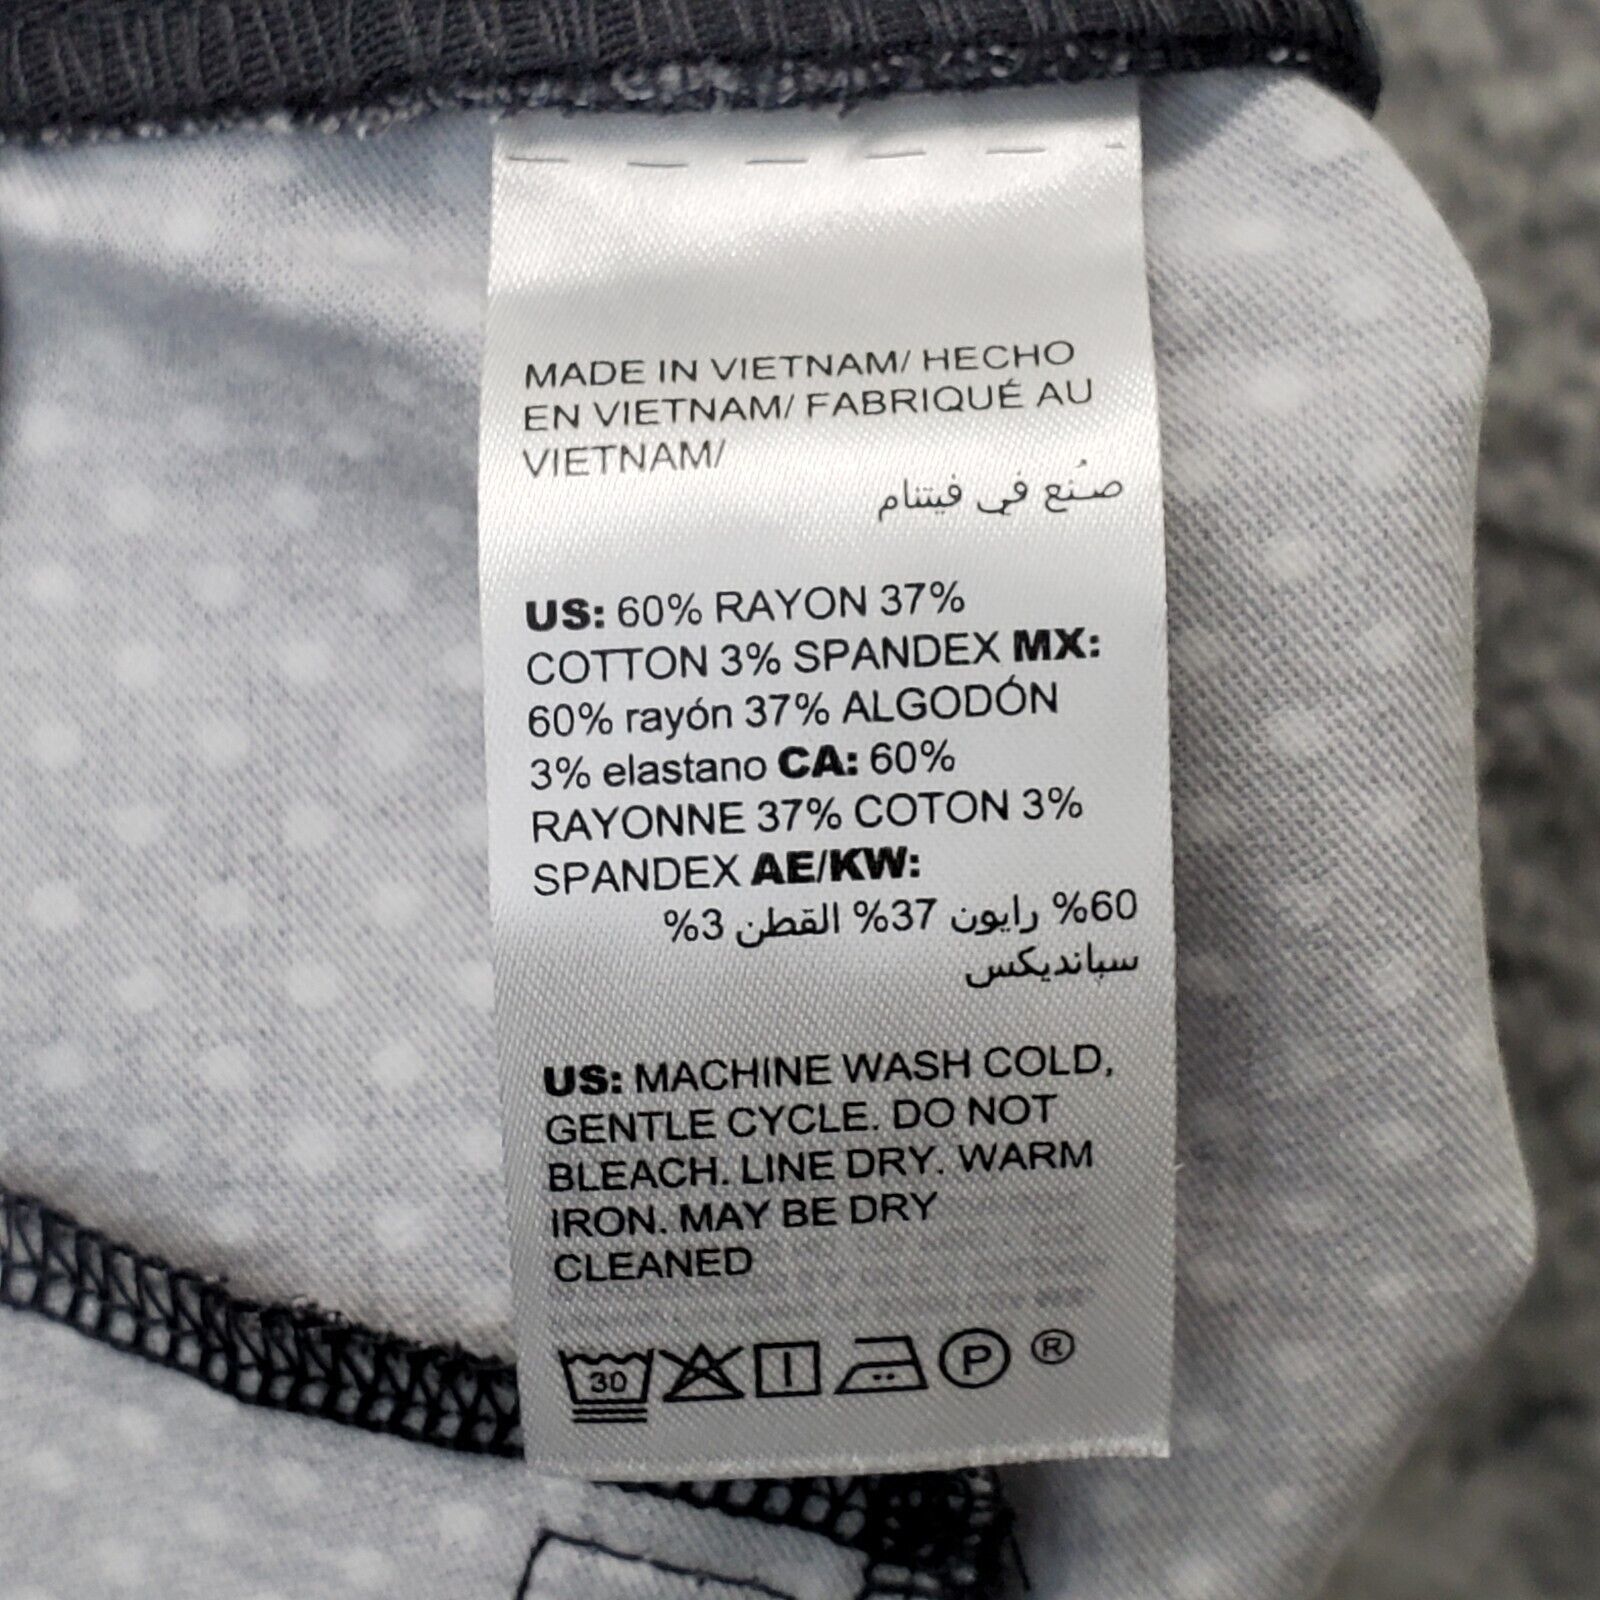 MADE IN VIETNAM/ HECHO
EN VIETNAM/ FABRIQUÉ AU
VIETNAM/
صُنع في فيتنام
US: 60% RAYON 37%
COTTON 3% SPANDEX MX:
60% rayón 37% ALGODÓN
3% elastano CA: 60%
RAYONNE 37% COTON 3%
SPANDEX AE/KW:
60% رايون 37% القطن 3%
سبانديكس
US: MACHINE WASH COLD,
GENTLE CYCLE. DO NOT
BLEACH. LINE DRY. WARM
IRON. MAY BE DRY
CLEANED
30 P ®